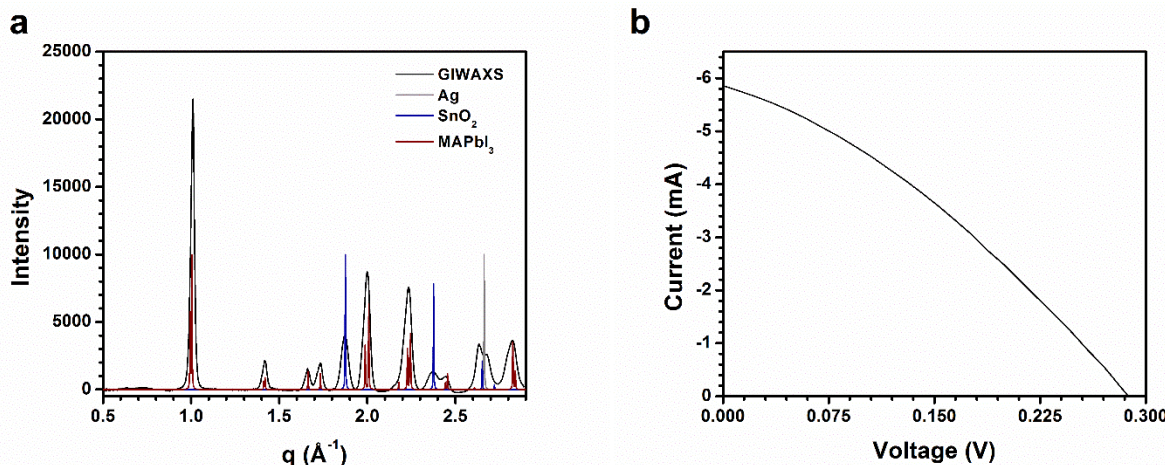 a
25000
20000
15000
10000
5000
0
Intensity
GIWAXS
Ag
SnO₂
MAPbI₃
0.5 1.0 1.5 2.0 2.5
q (Å⁻¹)
b
-6
-5
-4
-3
-2
-1
0
Current (mA)
0.000 0.075 0.150 0.225 0.300
Voltage (V)